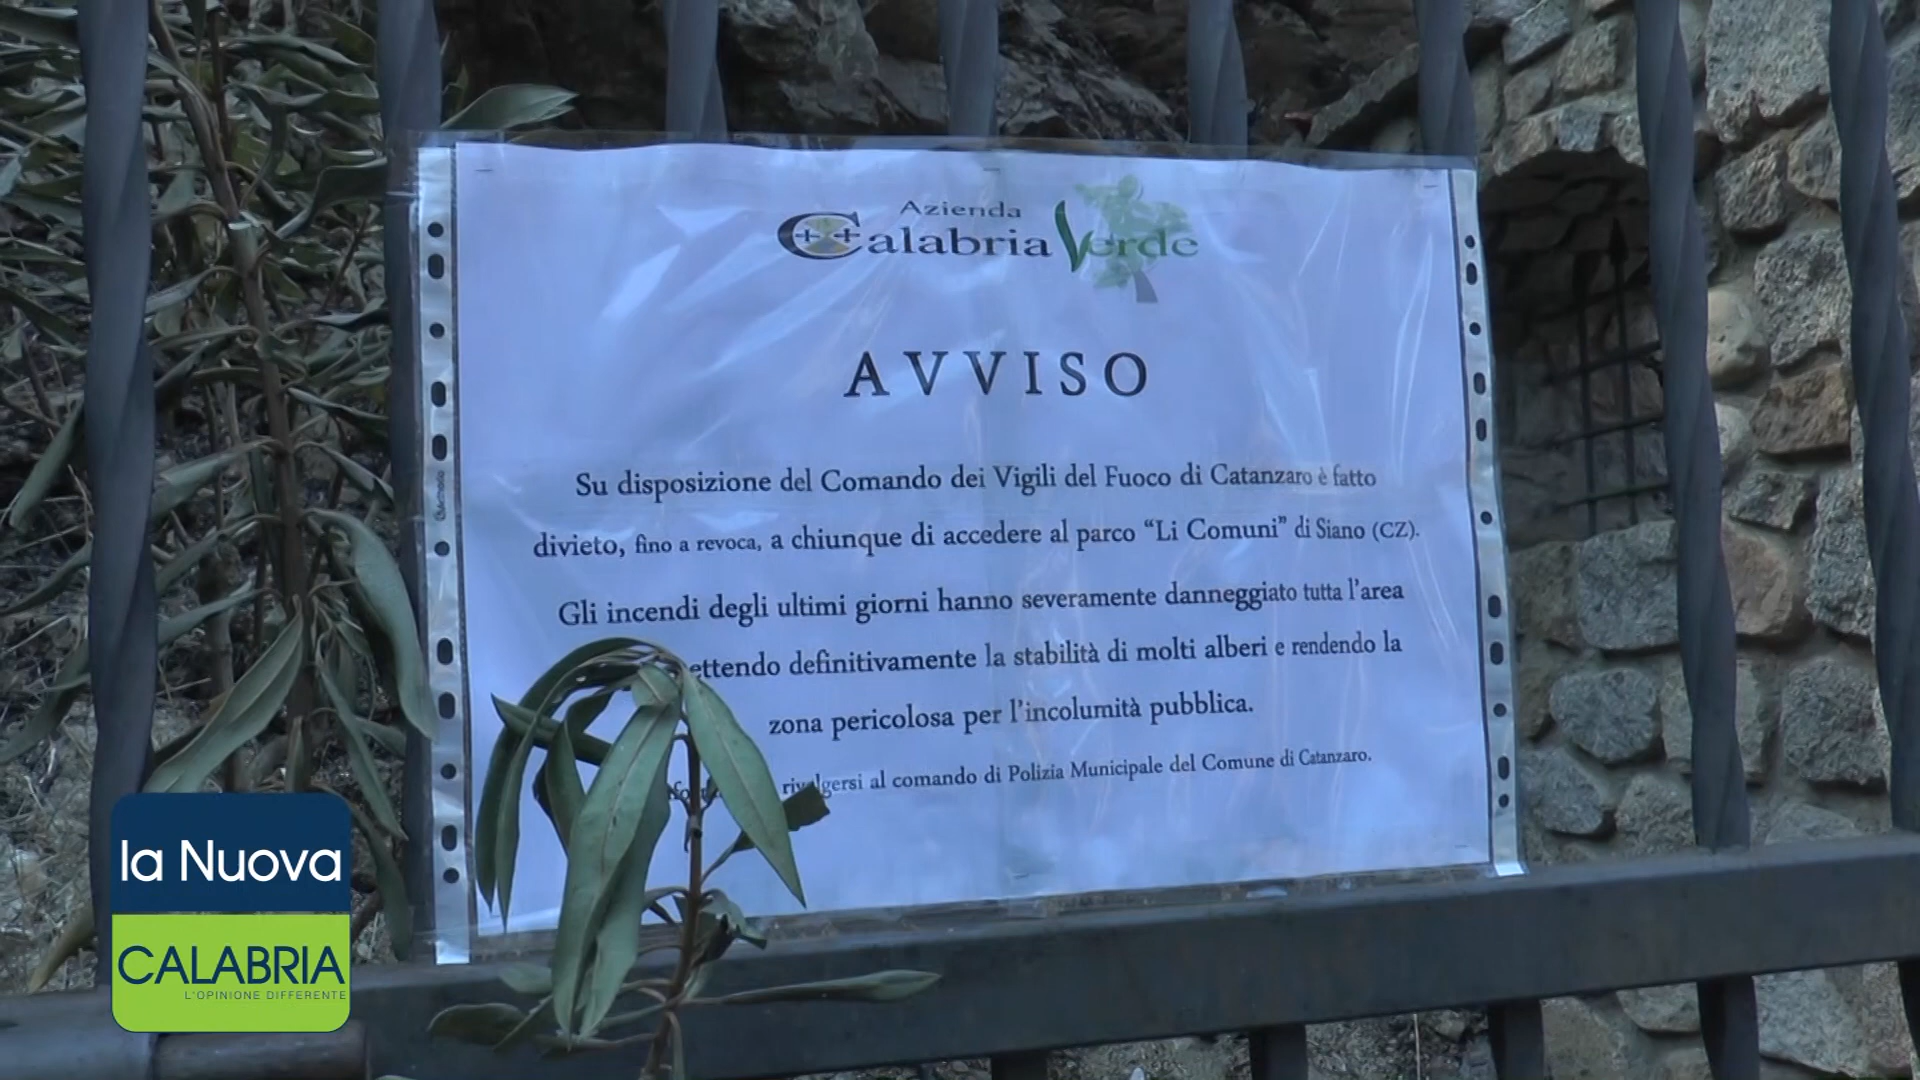 Azienda
Calabria Verde
AVVISO
Su disposizione del Comando dei Vigili del Fuoco di Catanzaro è fatto
divieto, fino a revoca, a chiunque di accedere al parco “Li Comuni” di Siano (CZ).
Gli incendi degli ultimi giorni hanno severamente danneggiato tutta l'area
ettendo definitivamente la stabilità di molti alberi e rendendo la
zona pericolosa per l'incolumità pubblica.
rivolgersi al comando di Polizia Municipale del Comune di Catanzaro.
la Nuova
CALABRIA
L'OPINIONE DIFFERENTE